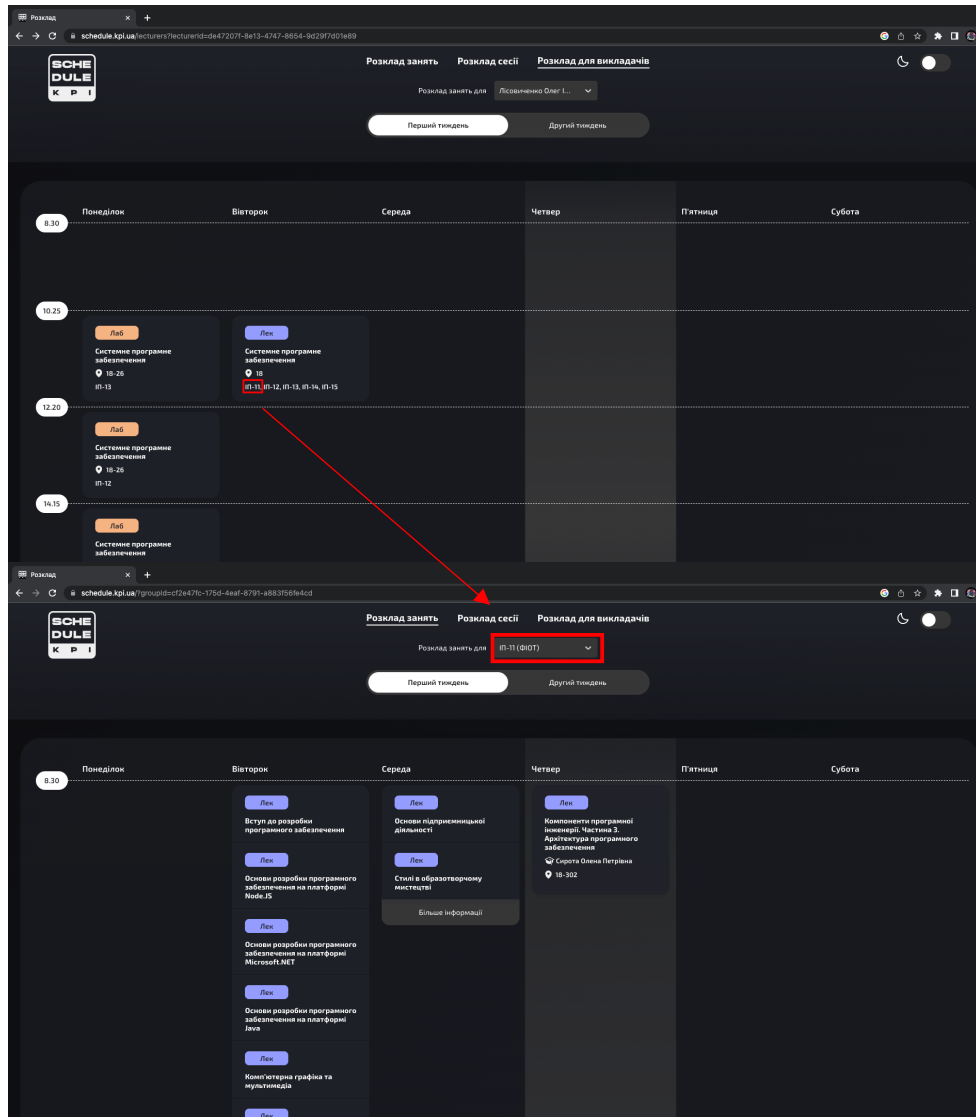 Розклад
schedule.kpi.ua/lecturers?lecturerId=de47207f-8e13-4747-8654-9d29f7d01e89
SCHE
DULE
K P I
Розклад занять Розклад сесії Розклад для викладачів
Розклад занять для Лісовиченко Олег І...
Перший тиждень Другий тиждень
Понеділок Вівторок Середа Четвер П'ятниця Субота
8.30
10.25
Лаб
Системне програмне
забезпечення
18-26
ІП-13
Лек
Системне програмне
забезпечення
18
ІП-11, ІП-12, ІП-13, ІП-14, ІП-15
12.20
Лаб
Системне програмне
забезпечення
18-26
ІП-12
14.15
Лаб
Системне програмне
забезпечення
Розклад
schedule.kpi.ua/?groupId=cf2e47fc-175d-4eaf-8791-a883f56fe4cd
SCHE
DULE
K P I
Розклад занять Розклад сесії Розклад для викладачів
Розклад занять для ІП-11 (ФІОТ)
Перший тиждень Другий тиждень
Понеділок Вівторок Середа Четвер П'ятниця Субота
8.30
Лек
Вступ до розробки
програмного забезпечення
Лек
Основи розробки програмного
забезпечення на платформі
Node.JS
Лек
Основи розробки програмного
забезпечення на платформі
Microsoft.NET
Лек
Основи розробки програмного
забезпечення на платформі
Java
Лек
Комп'ютерна графіка та
мультимедіа
Лек
Лек
Основи підприємницької
діяльності
Лек
Стилі в образотворчому
мистецтві
Більше інформації
Лек
Компоненти програмної
інженерії. Частина 3.
Архітектура програмного
забезпечення
Сирота Олена Петрівна
18-302